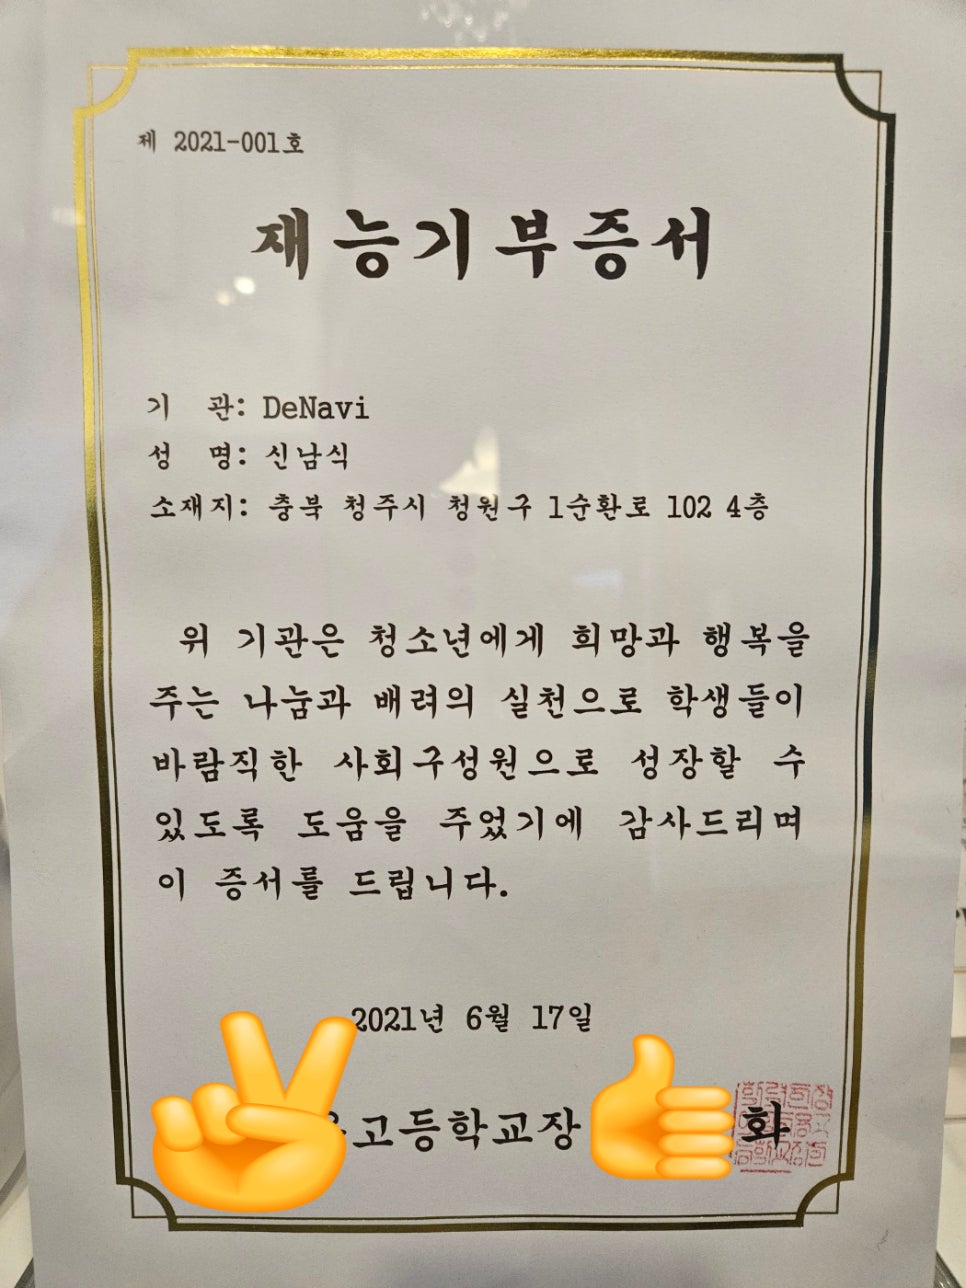 제 2021-001호
재능기부증서
기 관: DeNavi
성 명: 신남식
소재지: 충북 청주시 청원구 1순환로 102 4층
위 기관은 청소년에게 희망과 행복을
주는 나눔과 배려의 실천으로 학생들이
바람직한 사회구성원으로 성장할 수
있도록 도움을 주었기에 감사드리며
이 증서를 드립니다.
2021년 6월 17일
고등학교장 화